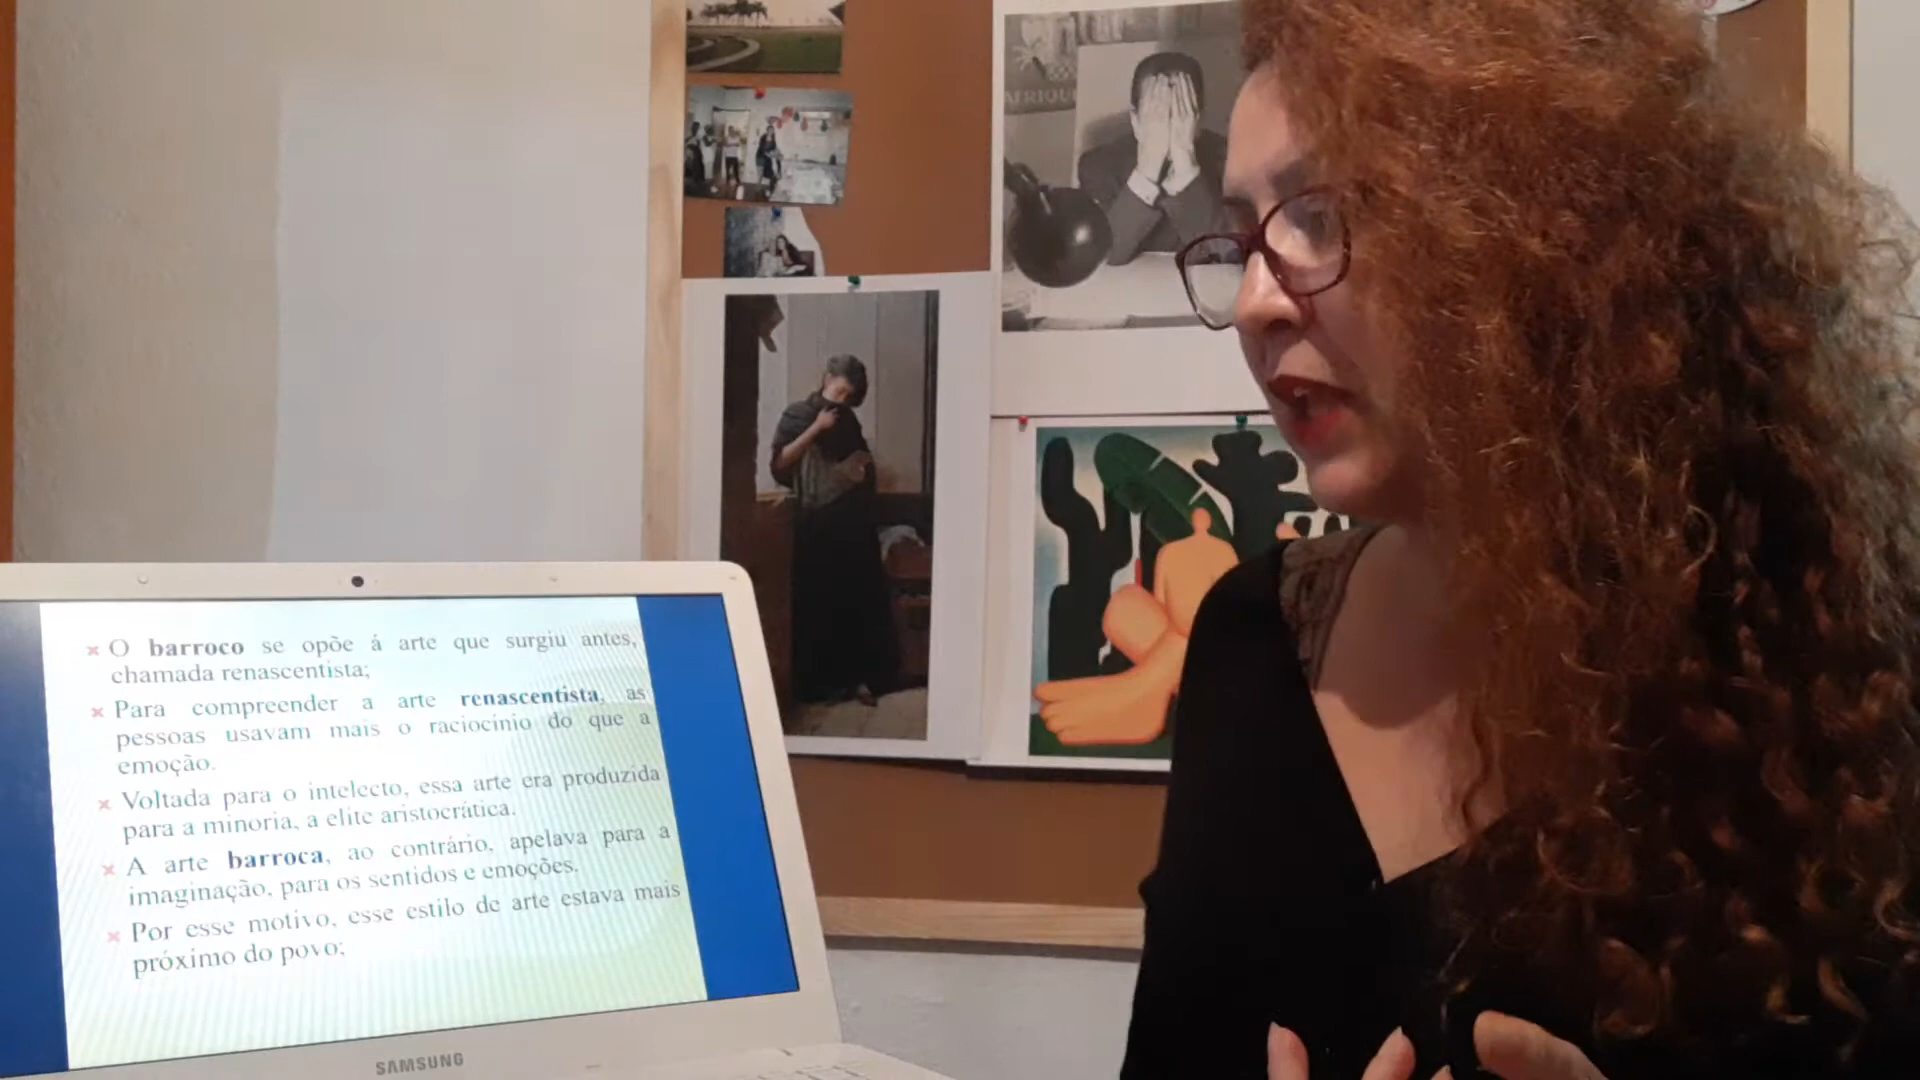 AFRIQU
O barroco se opõe á arte que surgiu antes,
chamada renascentista;
Para compreender a arte renascentista, as
pessoas usavam mais o raciocínio do que a
emoção.
Voltada para o intelecto, essa arte era produzida
para a minoria, a elite aristocrática.
A arte barroca, ao contrário, apelava para a
imaginação, para os sentidos e emoções.
Por esse motivo, esse estilo de arte estava mais
próximo do povo;
SAMSUNG